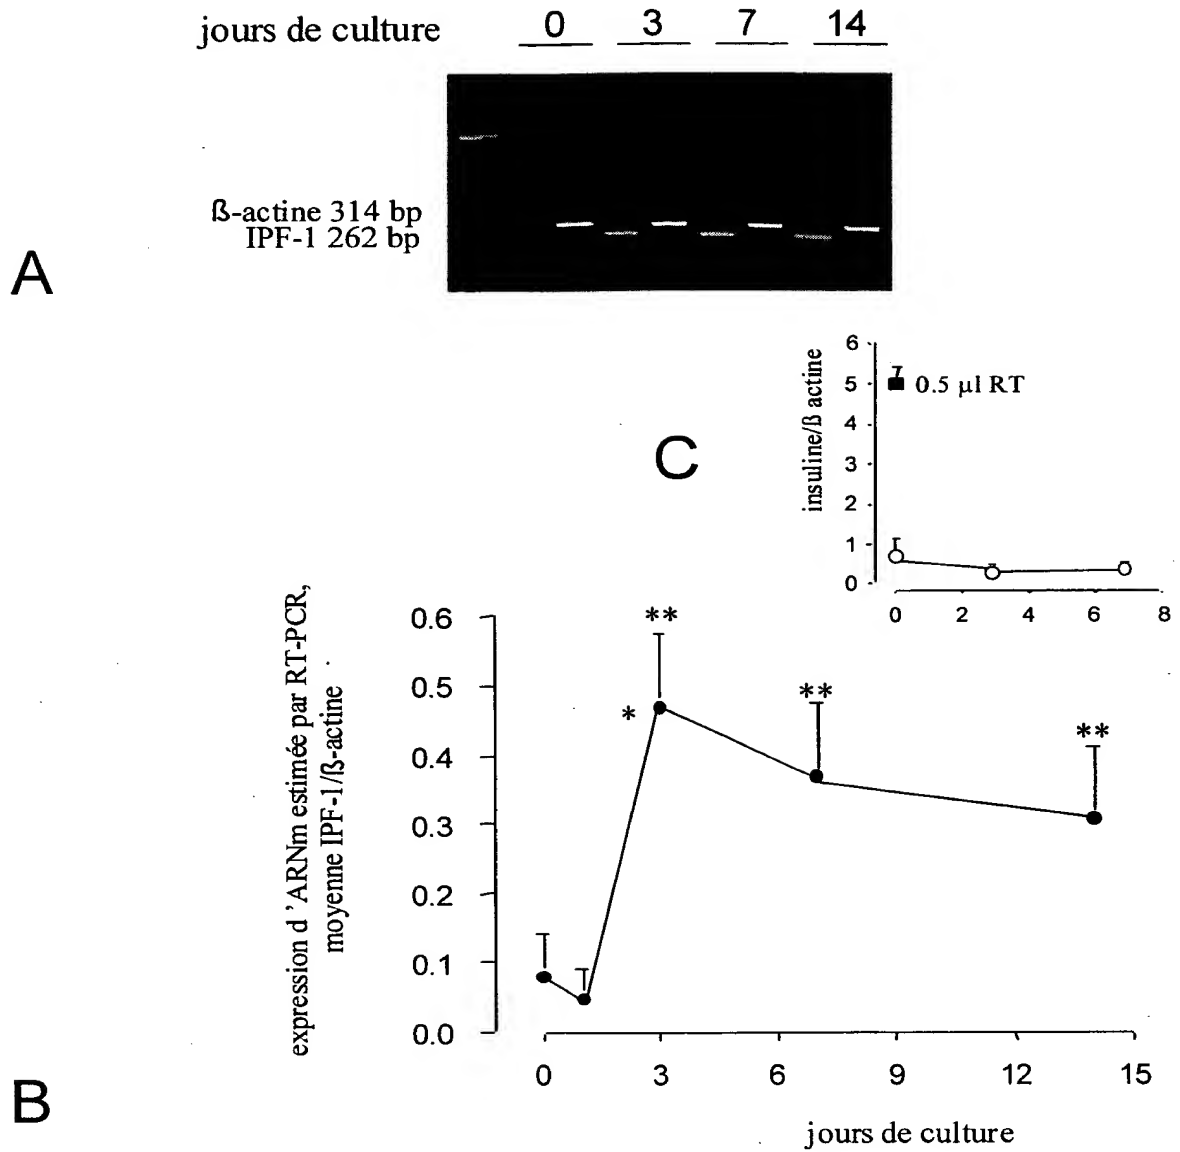 jours de culture 0 3 7 14
ß-actine 314 bp
IPF-1 262 bp
A
C
insuline/ß actine
6
5
4
3
2
1
0
0.5 µl RT
0 2 4 6 8
expression d 'ARNm estimée par RT-PCR,
moyenne IPF-1/ß-actine
0.6
0.5
0.4
0.3
0.2
0.1
0.0
**
*
**
**
0 3 6 9 12 15
B
jours de culture